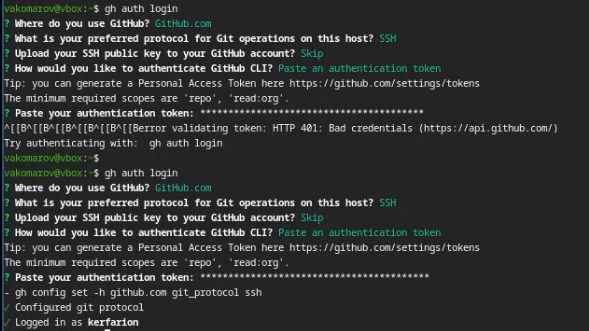 vakomarov@vbox:~$ gh auth login
? Where do you use GitHub? GitHub.com
? What is your preferred protocol for Git operations on this host? SSH
? Upload your SSH public key to your GitHub account? Skip
? How would you like to authenticate GitHub CLI? Paste an authentication token
Tip: you can generate a Personal Access Token here https://github.com/settings/tokens
The minimum required scopes are 'repo', 'read:org'.
? Paste your authentication token: ****************************************
^[[B^[[B^[[B^[[B^[[B^[[Berror validating token: HTTP 401: Bad credentials (https://api.github.com/)
Try authenticating with:  gh auth login
vakomarov@vbox:~$
vakomarov@vbox:~$ gh auth login
? Where do you use GitHub? GitHub.com
? What is your preferred protocol for Git operations on this host? SSH
? Upload your SSH public key to your GitHub account? Skip
? How would you like to authenticate GitHub CLI? Paste an authentication token
Tip: you can generate a Personal Access Token here https://github.com/settings/tokens
The minimum required scopes are 'repo', 'read:org'.
? Paste your authentication token: *****************************************
- gh config set -h github.com git_protocol ssh
✓ Configured git protocol
✓ Logged in as kerfarion